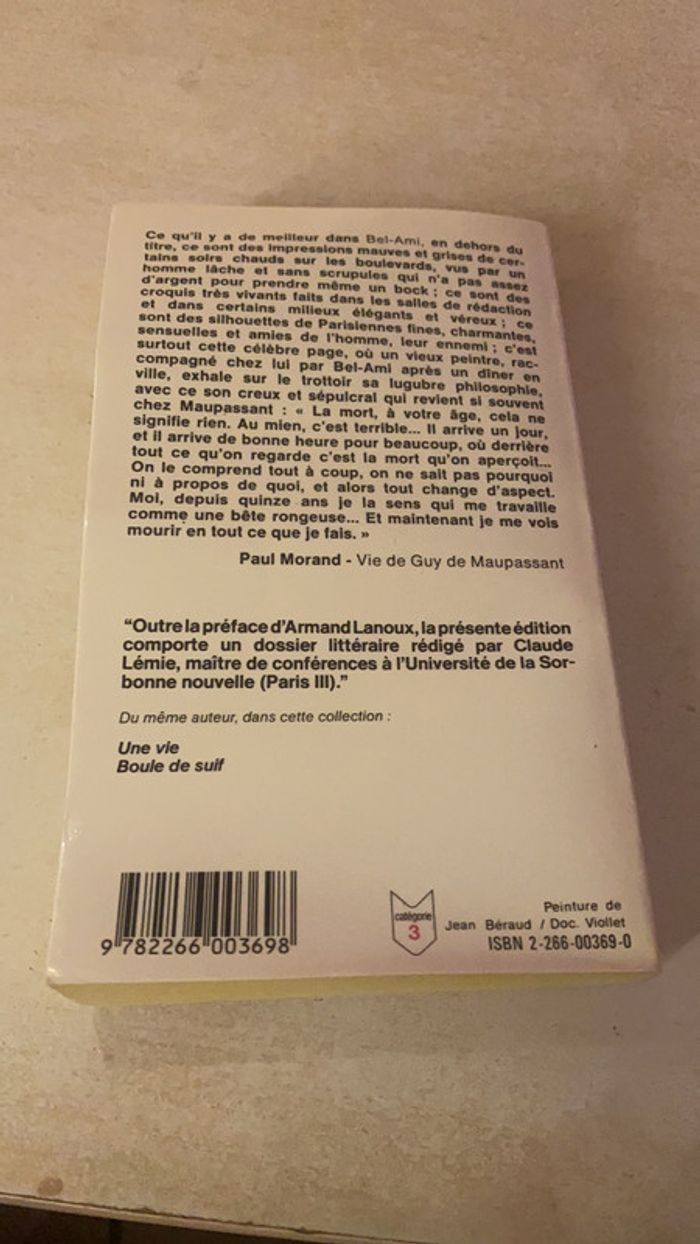 Ce qu'il y a de meilleur dans Bel-Ami, en dehors du
titre, ce sont des impressions mauves et grises de cer-
tains soirs chauds sur les boulevards, vus par un
homme lâche et sans scrupules qui n'a pas assez
d'argent pour prendre même un bock ; ce sont des
croquis très vivants faits dans les salles de rédaction
et dans certains milieux élégants et véreux ; ce
sont des silhouettes de Parisiennes fines, charmantes,
sensuelles et amies de l'homme, leur ennemi ; c'est
surtout cette célèbre page, où un vieux peintre, rac-
compagné chez lui par Bel-Ami après un dîner en
ville, exhale sur le trottoir sa lugubre philosophie,
avec ce son creux et sépulcral qui revient si souvent
chez Maupassant : « La mort, à votre âge, cela ne
signifie rien. Au mien, c'est terrible... Il arrive un jour,
et il arrive de bonne heure pour beaucoup, où derrière
tout ce qu'on regarde c'est la mort qu'on aperçoit...
On le comprend tout à coup, on ne sait pas pourquoi
ni à propos de quoi, et alors tout change d'aspect.
Moi, depuis quinze ans je la sens qui me travaille
comme une bête rongeuse... Et maintenant je me vois
mourir en tout ce que je fais. »
Paul Morand - Vie de Guy de Maupassant
"Outre la préface d'Armand Lanoux, la présente édition
comporte un dossier littéraire rédigé par Claude
Lémie, maître de conférences à l'Université de la Sor-
bonne nouvelle (Paris III)."
Du même auteur, dans cette collection :
Une vie
Boule de suif
catégorie
3
Peinture de
Jean Béraud / Doc. Viollet
ISBN 2-266-00369-0
9 782266 003698